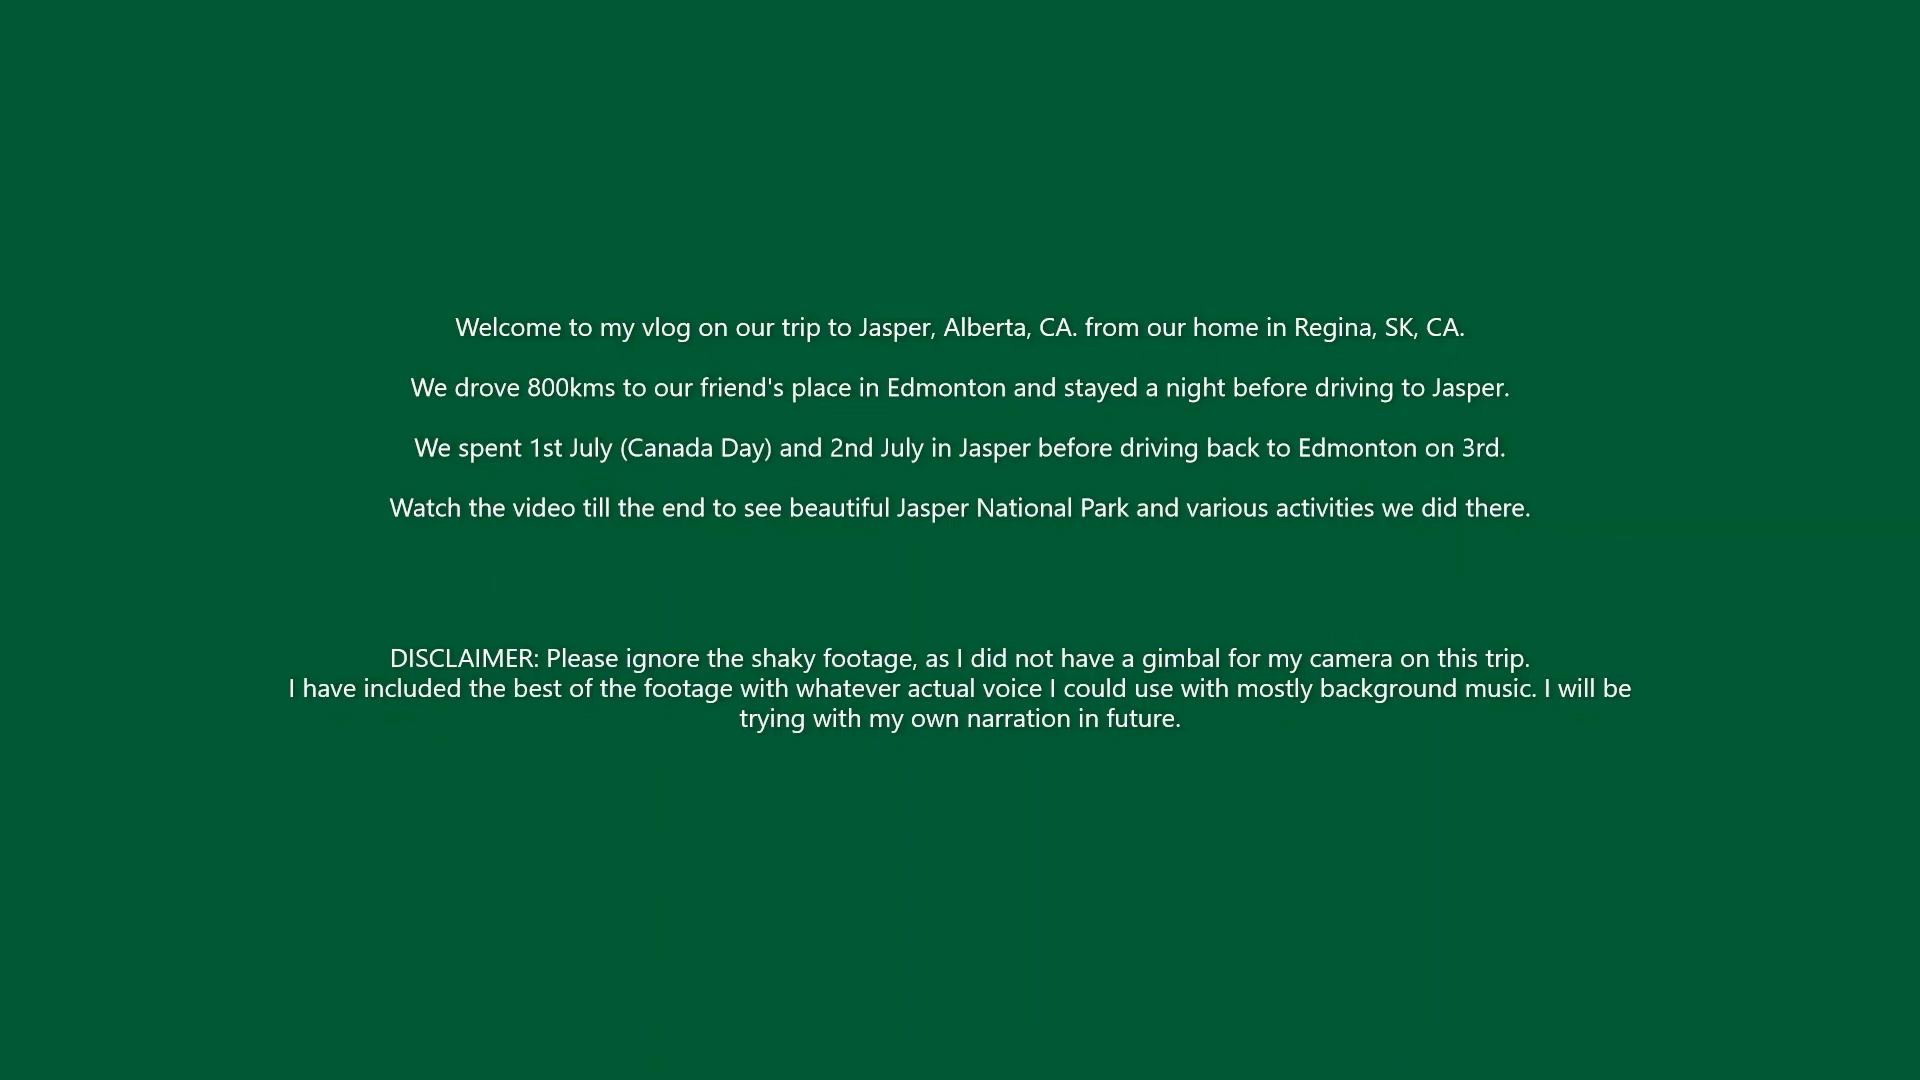 Welcome to my vlog on our trip to Jasper, Alberta, CA. from our home in Regina, SK, CA.
We drove 800kms to our friend's place in Edmonton and stayed a night before driving to Jasper.
We spent 1st July (Canada Day) and 2nd July in Jasper before driving back to Edmonton on 3rd.
Watch the video till the end to see beautiful Jasper National Park and various activities we did there.
DISCLAIMER: Please ignore the shaky footage, as I did not have a gimbal for my camera on this trip.
I have included the best of the footage with whatever actual voice I could use with mostly background music. I will be
trying with my own narration in future.